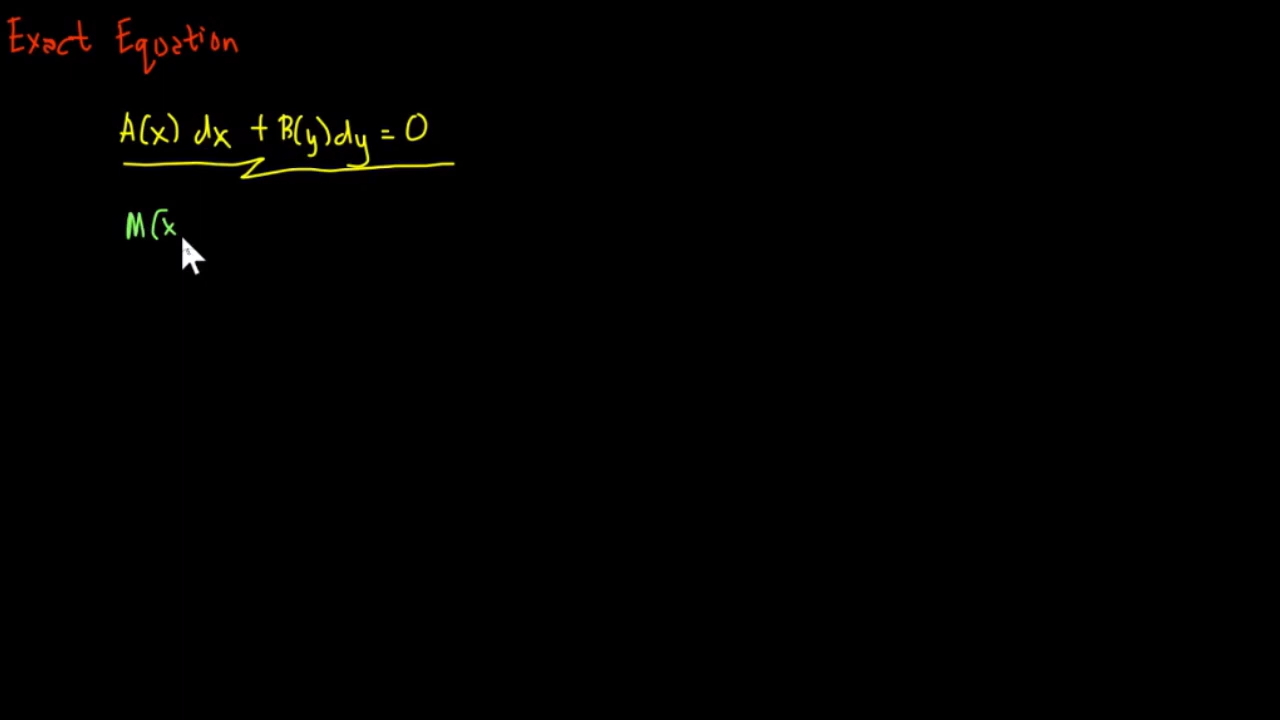 Exact Equation
A(x) dx + B(y) dy = 0
M(x